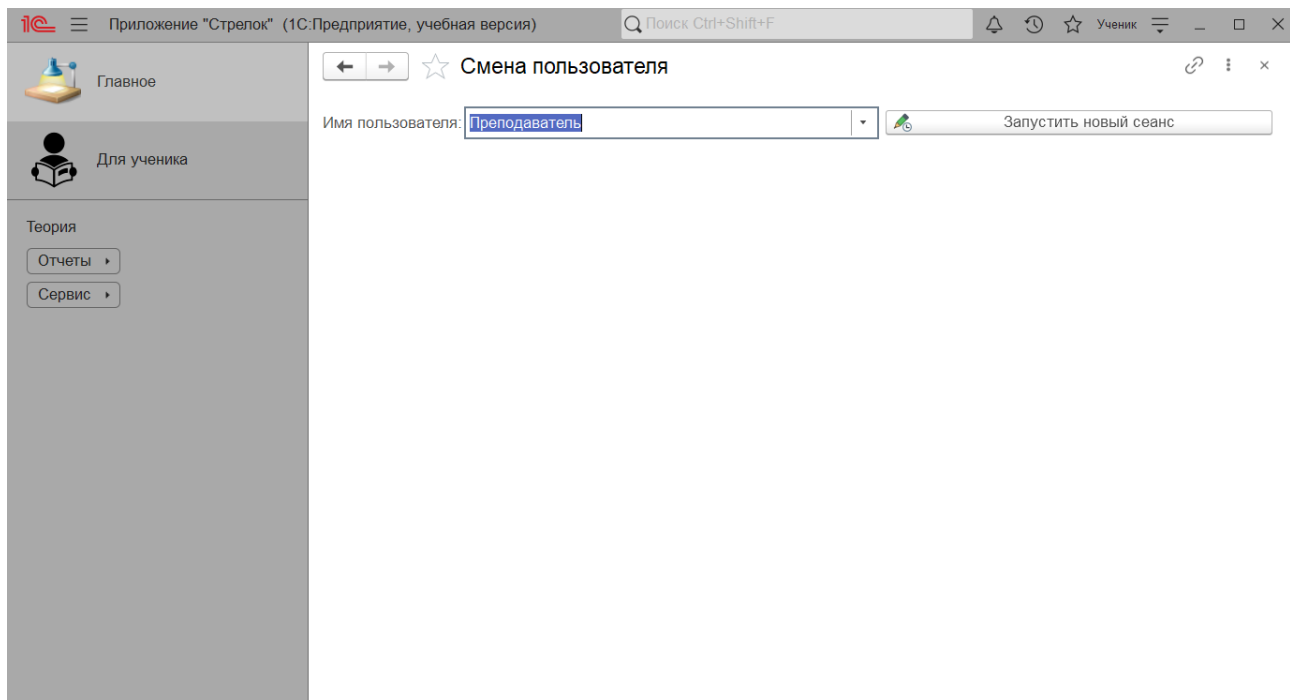 1С Приложение "Стрелок" (1С:Предприятие, учебная версия) Поиск Ctrl+Shift+F Ученик
Главное
Для ученика
Теория
Отчеты
Сервис
Смена пользователя
Имя пользователя: Преподаватель Запустить новый сеанс